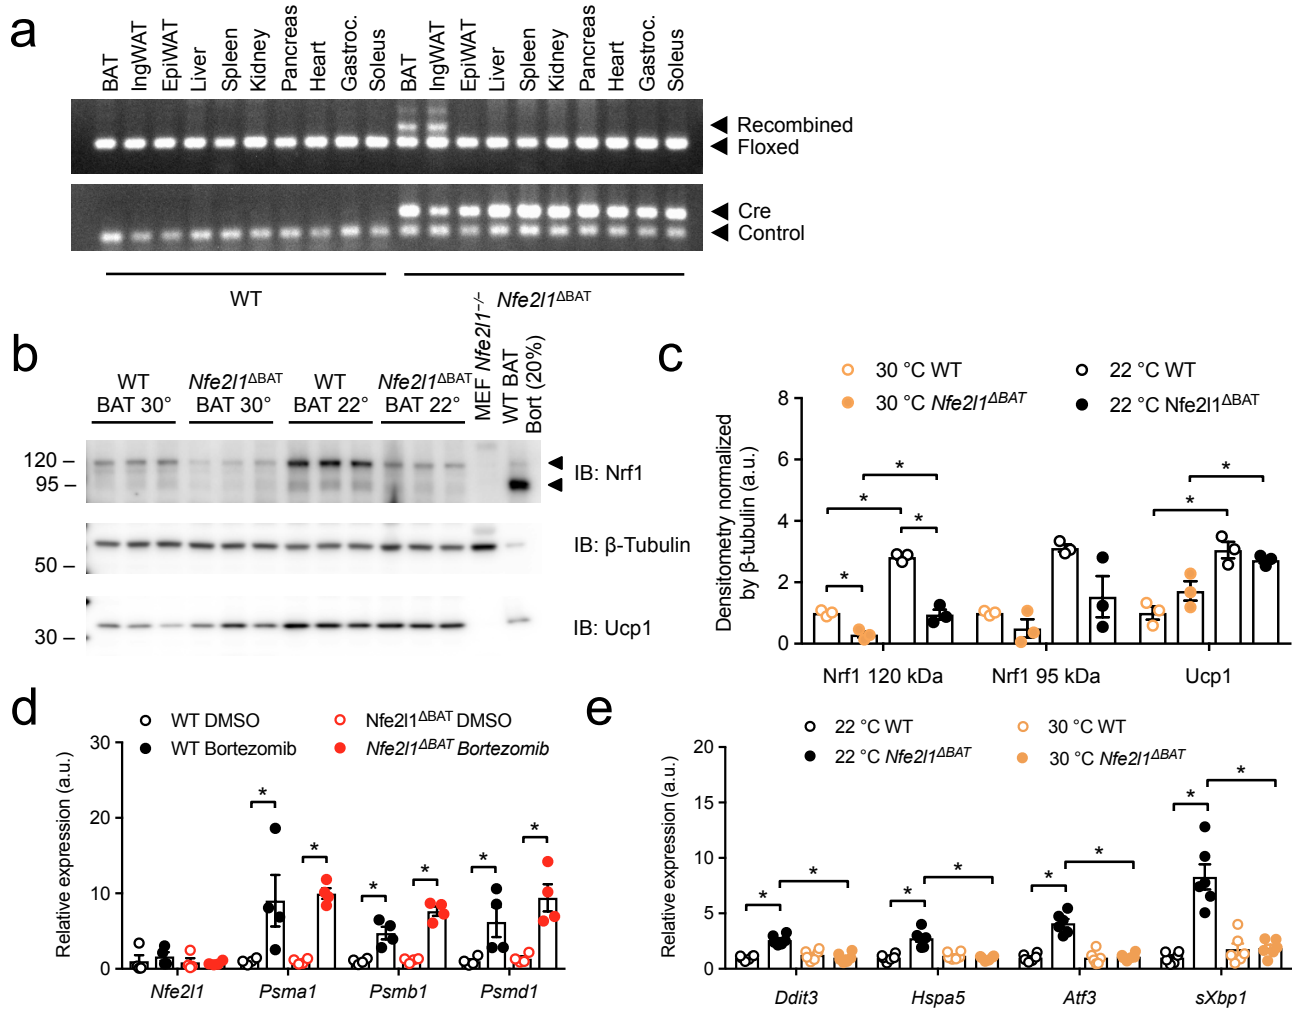 a
BAT IngWAT EpiWAT Liver Spleen Kidney Pancreas Heart Gastroc. Soleus BAT IngWAT EpiWAT Liver Spleen Kidney Pancreas Heart Gastroc. Soleus
Recombined
Floxed
Cre
Control
WT
Nfe2l1ΔBAT
b
WT
BAT 30°
Nfe2l1ΔBAT
BAT 30°
WT
BAT 22°
Nfe2l1ΔBAT
BAT 22°
MEF Nfe2l1−/−
WT BAT
Bort (20%)
120 –
95 –
IB: Nrf1
50 –
IB: β-Tubulin
30 –
IB: Ucp1
c
30 °C WT
22 °C WT
30 °C Nfe2l1ΔBAT
22 °C Nfe2l1ΔBAT
Densitometry normalized
by β-tubulin (a.u.)
8
6
4
2
0
* * * * * *
Nrf1 120 kDa
Nrf1 95 kDa
Ucp1
d
WT DMSO
Nfe2l1ΔBAT DMSO
WT Bortezomib
Nfe2l1ΔBAT Bortezomib
Relative expression (a.u.)
30
20
10
0
* * * * * *
Nfe2l1 Psma1 Psmb1 Psmd1
e
22 °C WT
30 °C WT
22 °C Nfe2l1ΔBAT
30 °C Nfe2l1ΔBAT
Relative expression (a.u.)
20
15
10
5
0
* * * * * * * *
Ddit3 Hspa5 Atf3 sXbp1